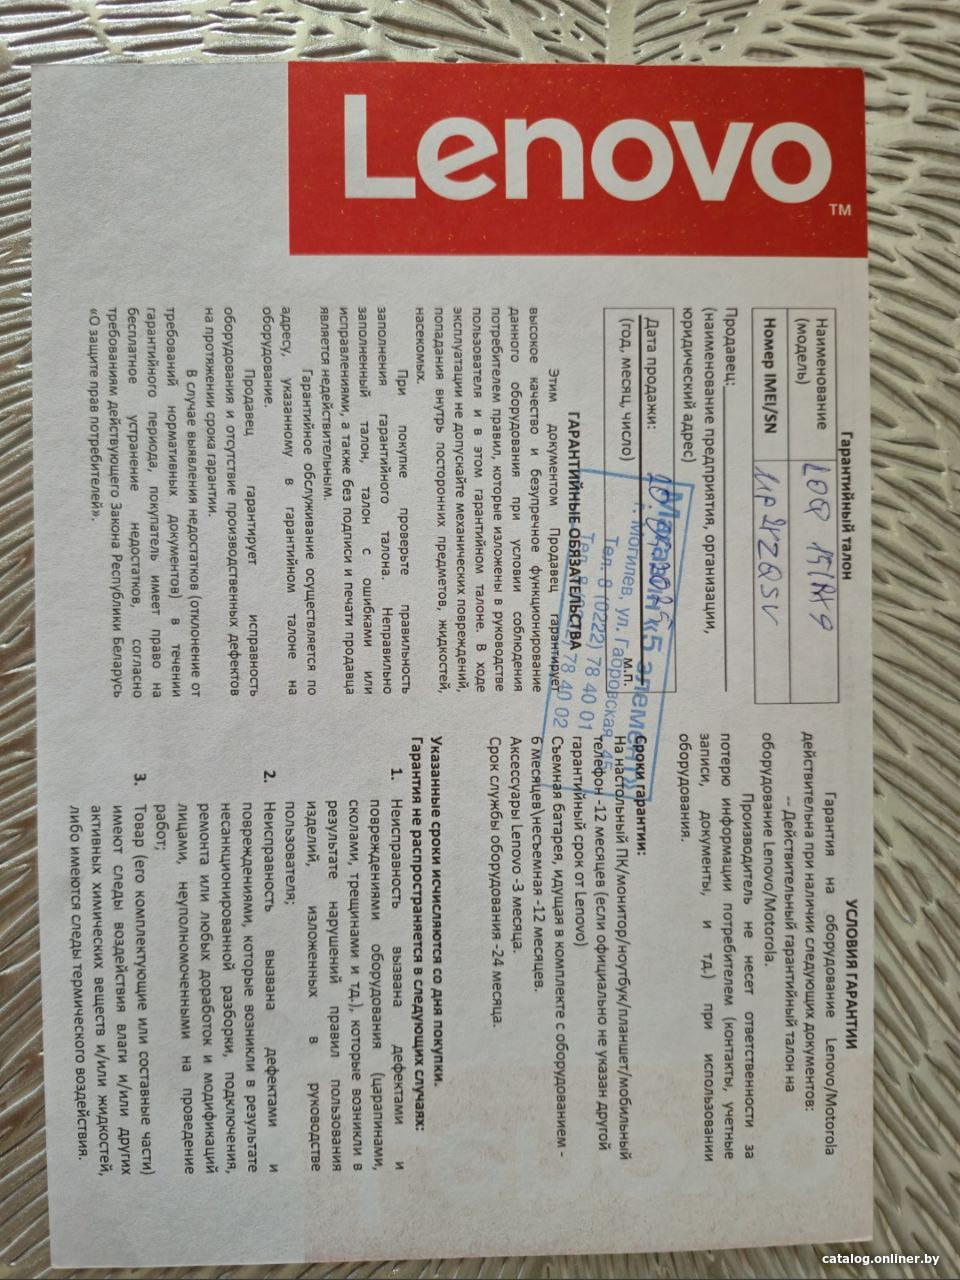 Lenovo
TM
Гарантийный талон
Наименование
(модель)
LOQ 15
Номер IMEI/SN
Продавец:
(наименование предприятия, организации,
юридический адрес)
Дата продажи:
(год, месяц, число)
м.п.
Магазин «5 элемент»
г. Могилев, ул. Габровская, 45
Тел. 8 (0222) 78 40 01
78 40 02
ГАРАНТИЙНЫЕ ОБЯЗАТЕЛЬСТВА
Этим документом Продавец гарантирует
высокое качество и безупречное функционирование
данного оборудования при условии соблюдения
потребителем правил, которые изложены в руководстве
пользователя и в этом гарантийном талоне. В ходе
эксплуатации не допускайте механических повреждений,
попадания внутрь посторонних предметов, жидкостей,
насекомых.
При покупке проверьте правильность
заполнения гарантийного талона. Неправильно
заполненный талон, талон с ошибками или
исправлениями, а также без подписи и печати продавца
является недействительным.
Гарантийное обслуживание осуществляется по
адресу, указанному в гарантийном талоне на
оборудование.
Продавец гарантирует исправность
оборудования и отсутствие производственных дефектов
на протяжении срока гарантии.
В случае выявления недостатков (отклонение от
требований нормативных документов) в течении
гарантийного периода, покупатель имеет право на
бесплатное устранение недостатков, согласно
требованиям действующего Закона Республики Беларусь
«О защите прав потребителей».
УСЛОВИЯ ГАРАНТИИ
Гарантия на оборудование Lenovo/Motorola
действительна при наличии следующих документов:
-- Действительный гарантийный талон на
оборудование Lenovo/Motorola.
Производитель не несет ответственности за
потерю информации потребителем (контакты, учетные
записи, документы, и тд.) при использовании
оборудования.
Сроки гарантии:
На настольный ПК/монитор/ноутбук/планшет/мобильный
телефон -12 месяцев (если официально не указан другой
гарантийный срок от Lenovo)
Съемная батарея, идущая в комплекте с оборудованием -
6 месяцев\несъемная -12 месяцев.
Аксессуары Lenovo -3 месяца.
Срок службы оборудования -24 месяца.
Указанные сроки исчисляются со дня покупки.
Гарантия не распространяется в следующих случаях:
1. Неисправность вызвана дефектами и
повреждениями оборудования (царапинами,
сколами, трещинами и тд.), которые возникли в
результате нарушений правил пользования
изделий, изложенных в руководстве
пользователя;
2. Неисправность вызвана дефектами и
повреждениями, которые возникли в результате
несанкционированной разборки, подключения,
ремонта или любых доработок и модификаций
лицами, неуполномоченными на проведение
работ;
3. Товар (его комплектующие или составные части)
имеют следы воздействия влаги и/или других
активных химических веществ и/или жидкостей,
либо имеются следы термического воздействия.
catalog.onliner.by